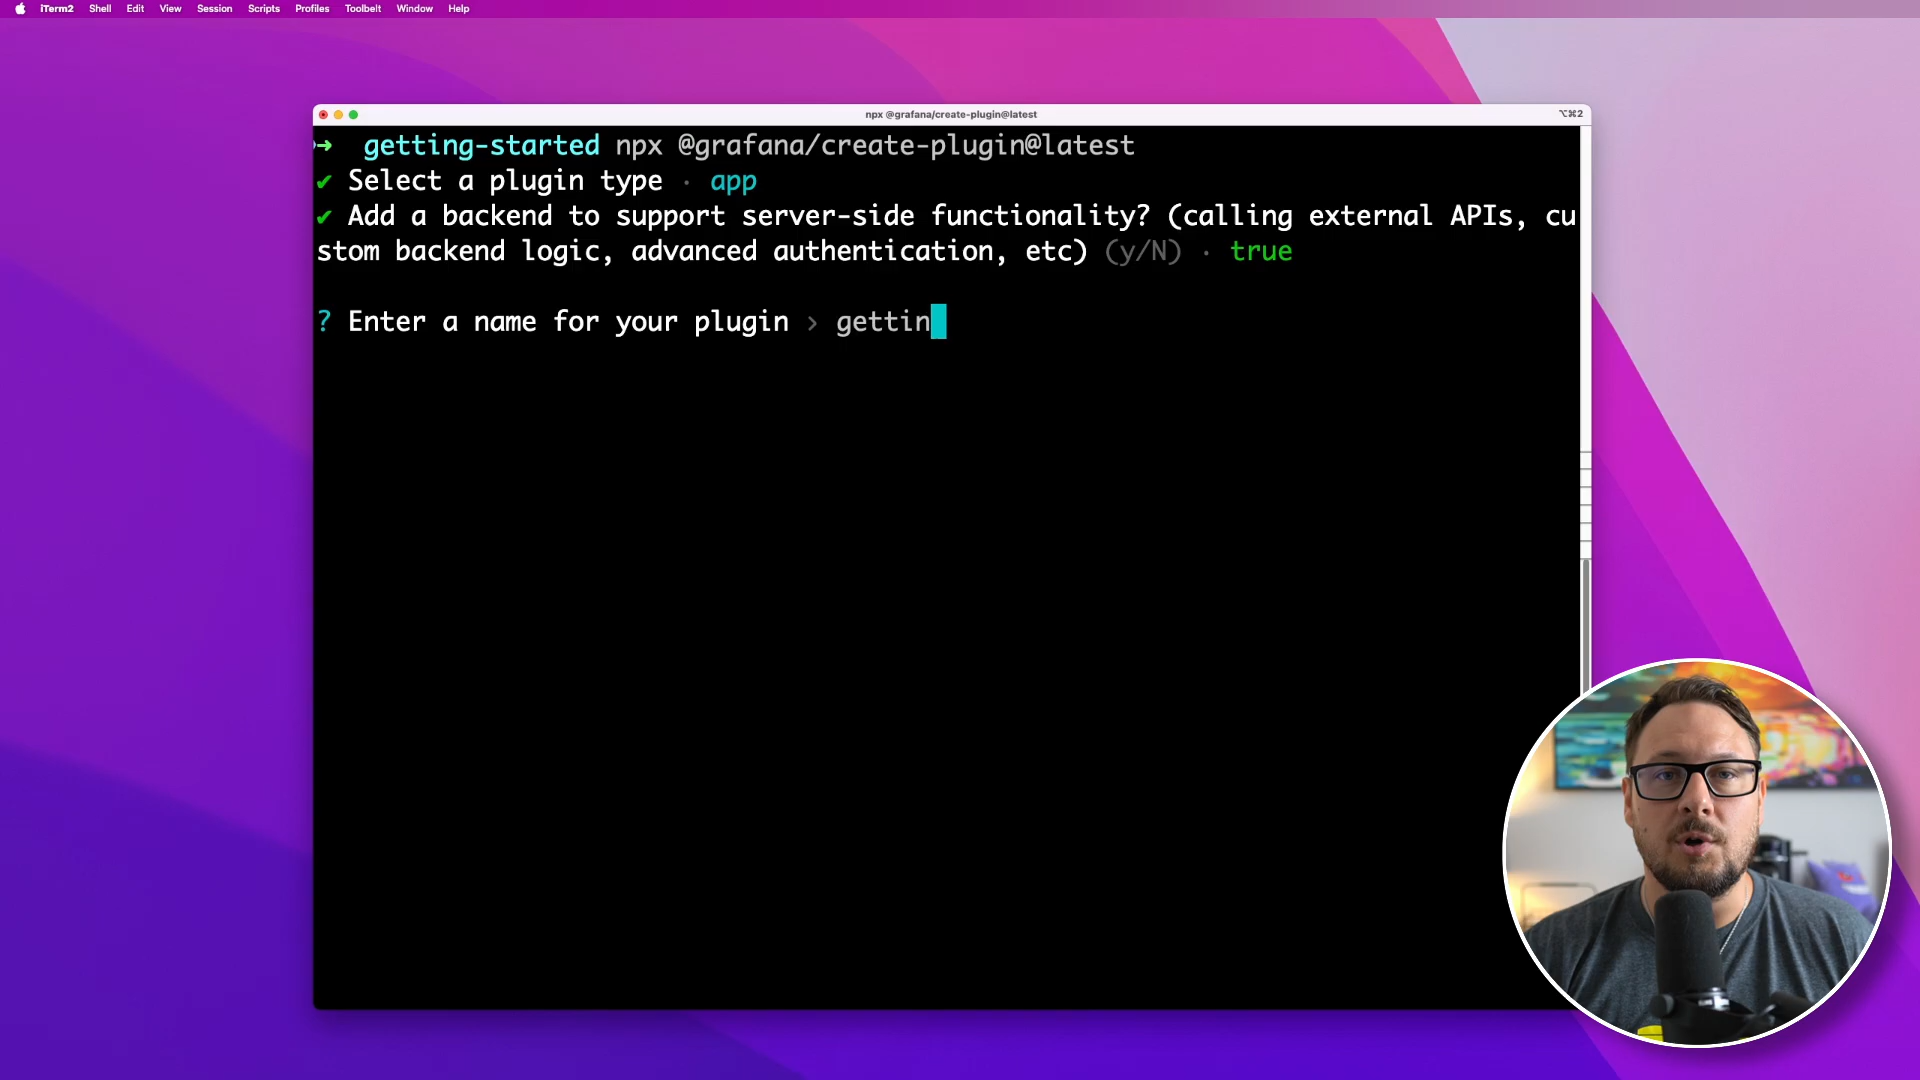 iTerm2 Shell Edit View Session Scripts Profiles Toolbelt Window Help
npx @grafana/create-plugin@latest ⌥⌘2
➜ getting-started npx @grafana/create-plugin@latest
✔ Select a plugin type · app
✔ Add a backend to support server-side functionality? (calling external APIs, cu
stom backend logic, advanced authentication, etc) (y/N) · true
? Enter a name for your plugin › gettin